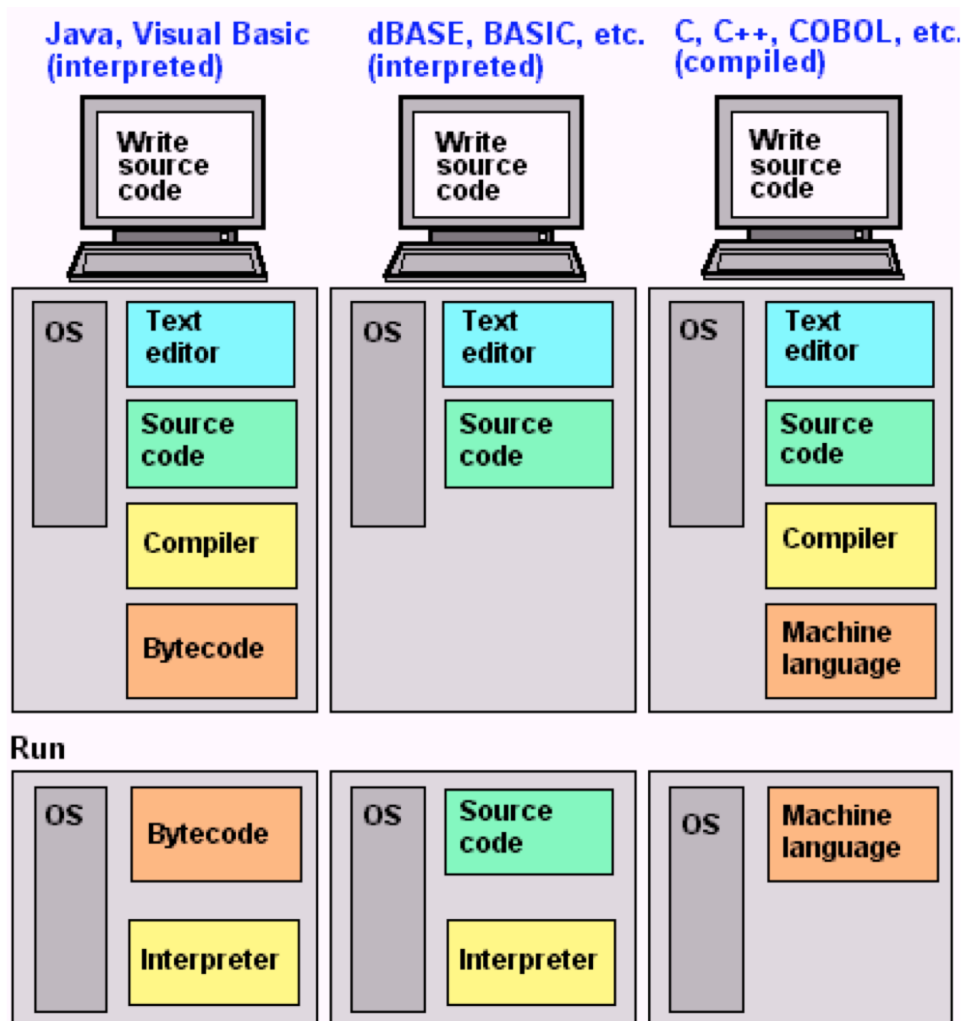 Java, Visual Basic
(interpreted)
dBASE, BASIC, etc.
(interpreted)
C, C++, COBOL, etc.
(compiled)
Write
source
code
Write
source
code
Write
source
code
OS
Text
editor
Source
code
Compiler
Bytecode
OS
Text
editor
Source
code
OS
Text
editor
Source
code
Compiler
Machine
language
Run
OS
Bytecode
Interpreter
OS
Source
code
Interpreter
OS
Machine
language